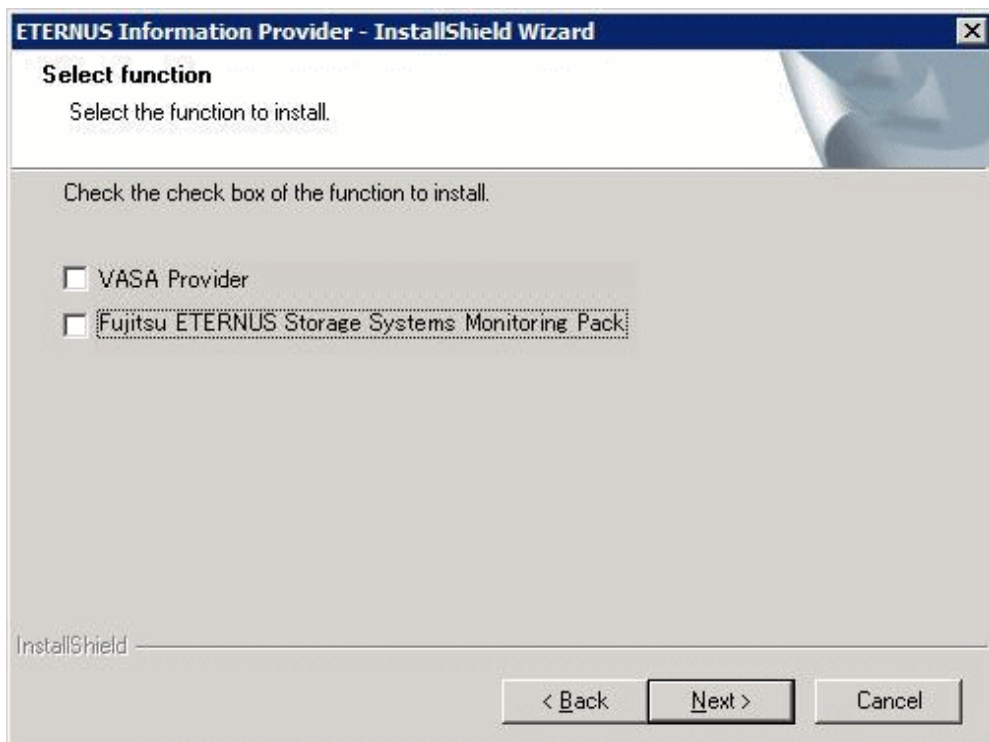 ETERNUS Information Provider - InstallShield Wizard
Select function
Select the function to install.
Check the check box of the function to install.
VASA Provider
Fujitsu ETERNUS Storage Systems Monitoring Pack
InstallShield
< Back Next > Cancel